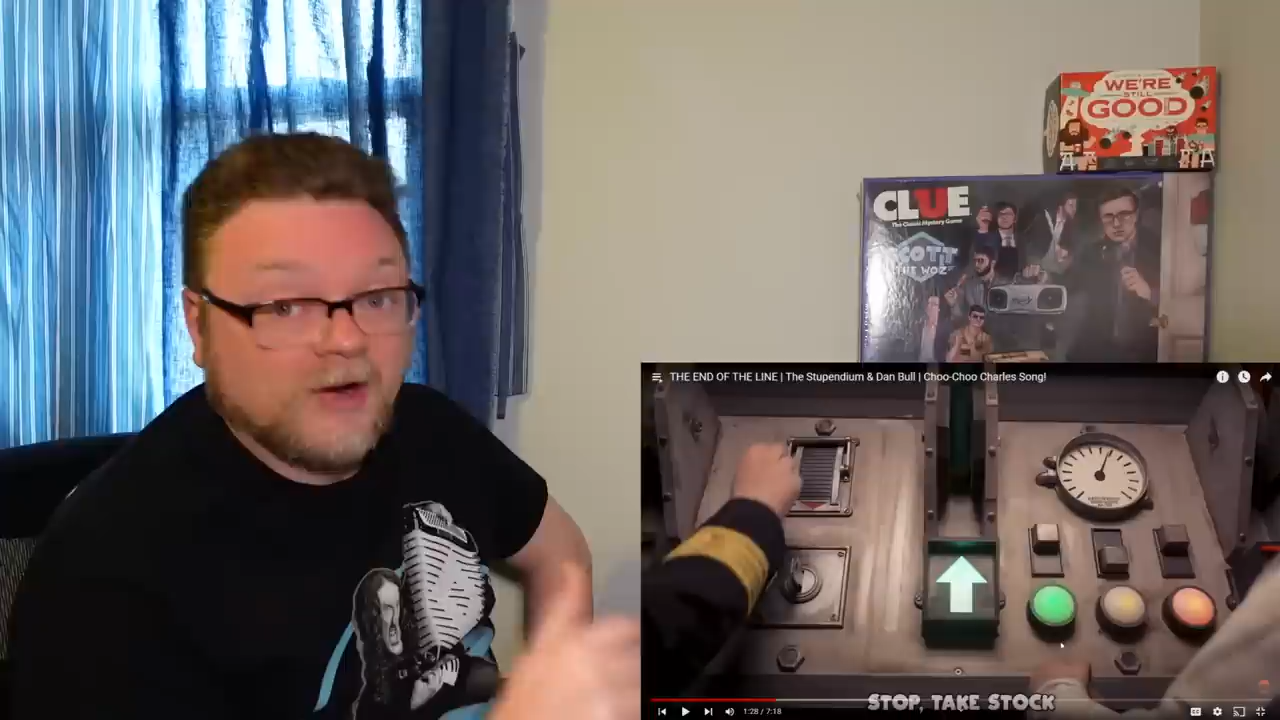 WE'RE
STILL
GOOD
CLUE
The Classic Mystery Game
SCOTT
THE WOZ
THE END OF THE LINE | The Stupendium & Dan Bull | Choo-Choo Charles Song!
STOP, TAKE STOCK
1:28 / 7:18